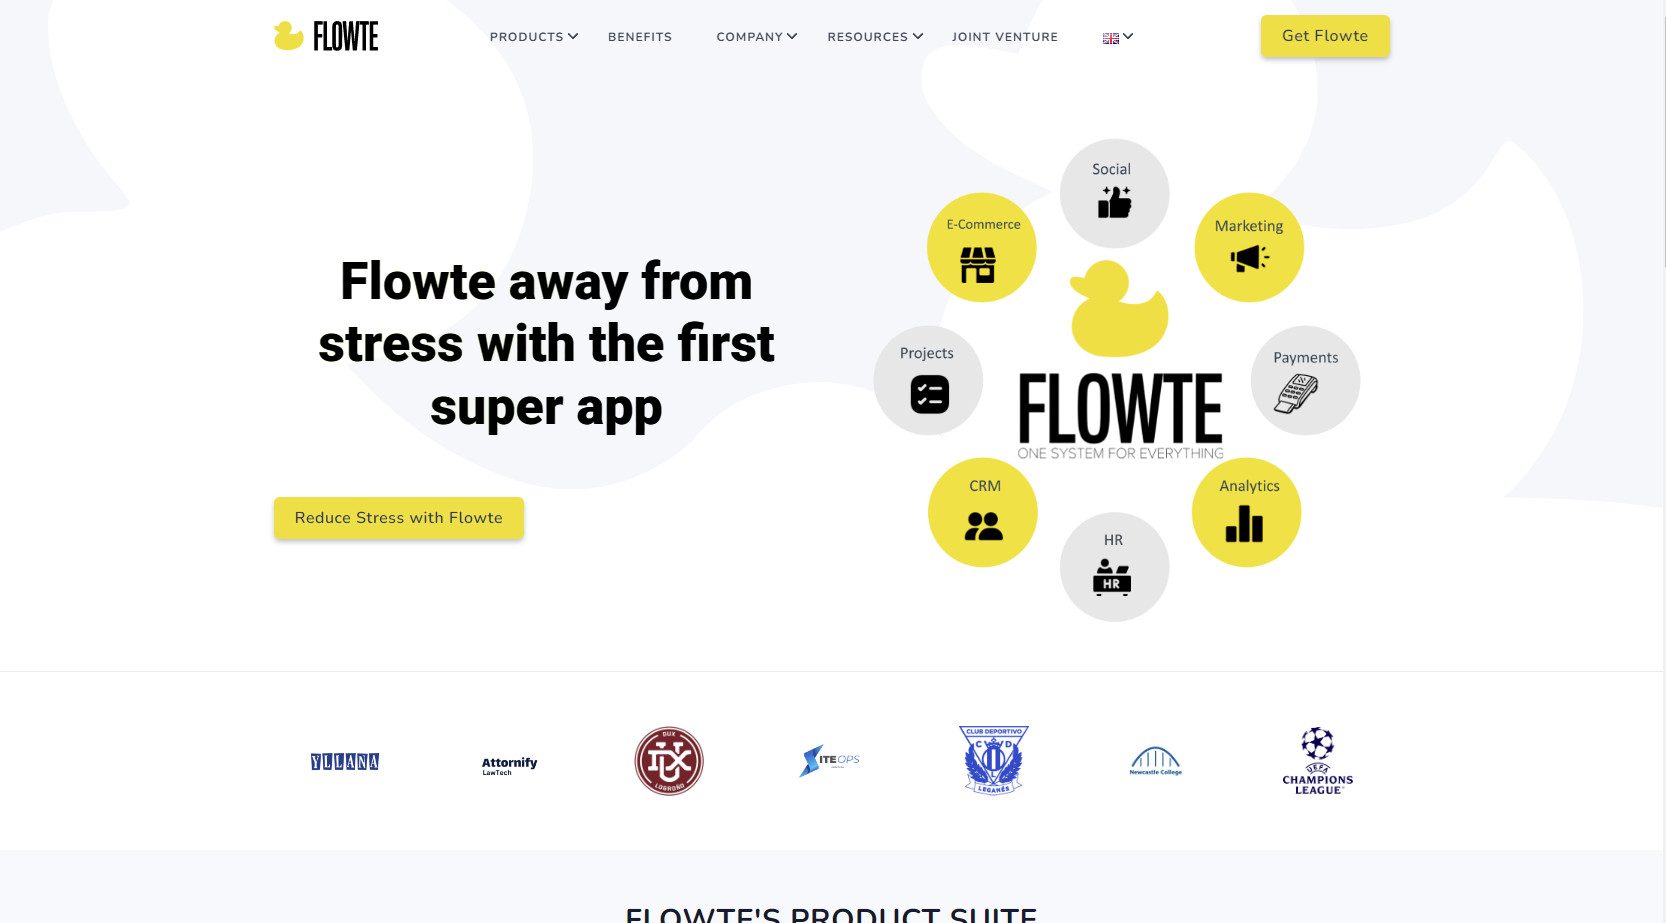 FLOWTE
PRODUCTS
BENEFITS
COMPANY
RESOURCES
JOINT VENTURE
Get Flowte
Flowte away from
stress with the first
super app
Reduce Stress with Flowte
Social
E-Commerce
Marketing
Projects
Payments
FLOWTE
ONE SYSTEM FOR EVERYTHING
CRM
Analytics
HR
HR
YLLANA
Attornify
LawTech
DUX
DUX
LOGROÑO
SITEOPS
CLUB DEPORTIVO
C V D
L
LEGANÉS
Newcastle College
UEFA
CHAMPIONS
LEAGUE
FLOWTE'S PRODUCT SUITE